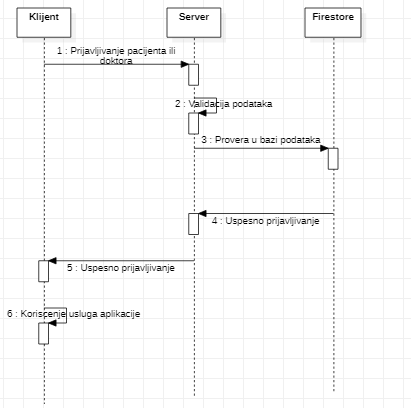 Klijent
Server
Firestore
1 : Prijavljivanje pacijenta ili
doktora
2 : Validacija podataka
3 : Provera u bazi podataka
4 : Uspesno prijavljivanje
5 : Uspesno prijavljivanje
6 : Koriscenje usluga aplikacije